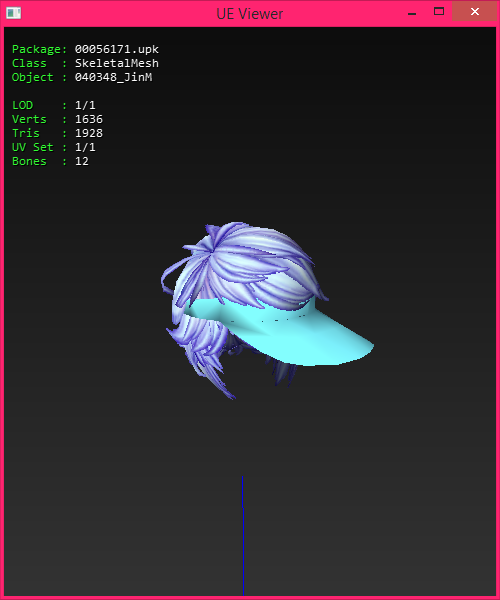 UE Viewer
Package: 00056171.upk
Class : SkeletalMesh
Object : 040348_JinM
LOD : 1/1
Verts : 1636
Tris : 1928
UV Set : 1/1
Bones : 12